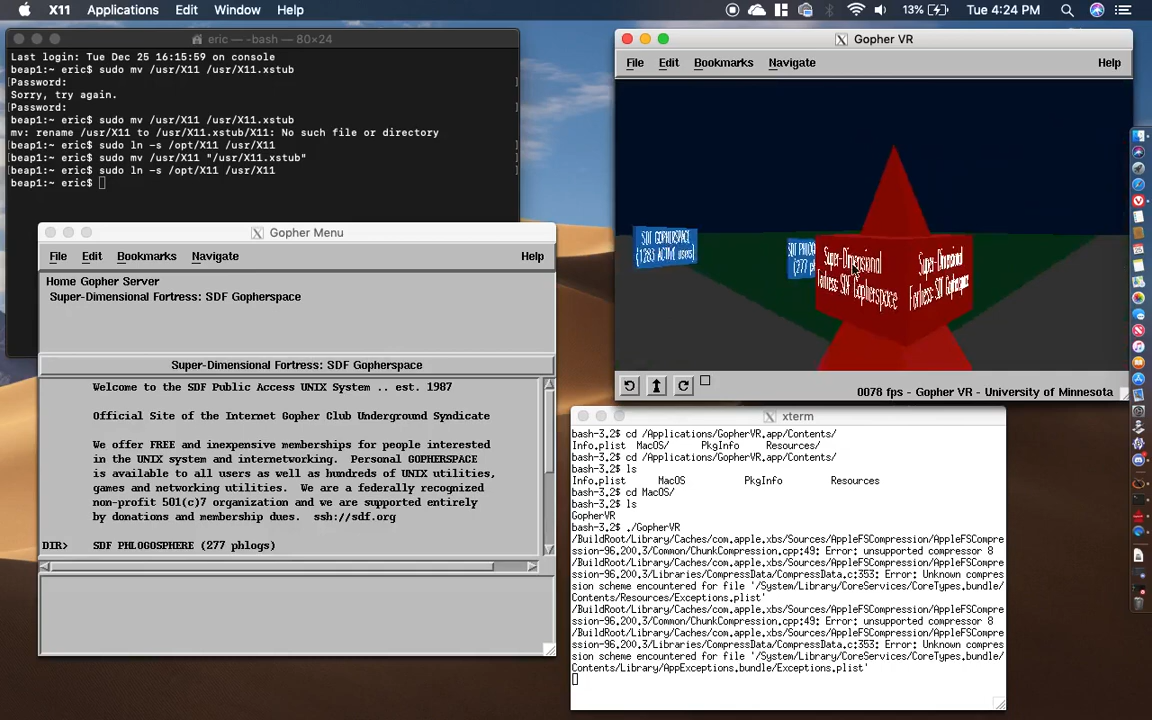 X11 Applications Edit Window Help
13% Tue 4:24 PM
eric — -bash — 80×24
Last login: Tue Dec 25 16:15:59 on console
beap1:~ eric$ sudo mv /usr/X11 /usr/X11.xstub
[Password:
Sorry, try again.
Password:
beap1:~ eric$ sudo mv /usr/X11 /usr/X11.xstub
mv: rename /usr/X11 to /usr/X11.xstub/X11: No such file or directory
[beap1:~ eric$ sudo ln -s /opt/X11 /usr/X11
[beap1:~ eric$ sudo mv /usr/X11 "/usr/X11.xstub"
[beap1:~ eric$ sudo ln -s /opt/X11 /usr/X11
beap1:~ eric$
Gopher Menu
File Edit Bookmarks Navigate Help
Home Gopher Server
Super-Dimensional Fortress: SDF Gopherspace
Super-Dimensional Fortress: SDF Gopherspace
Welcome to the SDF Public Access UNIX System .. est. 1987
Official Site of the Internet Gopher Club Underground Syndicate
We offer FREE and inexpensive memberships for people interested
in the UNIX system and internetworking. Personal GOPHERSPACE
is available to all users as well as hundreds of UNIX utilities,
games and networking utilities. We are a federally recognized
non-profit 501(c)7 organization and we are supported entirely
by donations and membership dues. ssh://sdf.org
DIR> SDF PHLOGOSPHERE (277 phlogs)
Gopher VR
File Edit Bookmarks Navigate Help
SDF GOPHERSPACE
(1283 ACTIVE users)
SDF PHLO
(277 ph
Super-Dimensional
Fortress: SDF Gopherspace
Super-Dimensional
Fortress: SDF Gopherspace
0078 fps - Gopher VR - University of Minnesota
xterm
bash-3.2$ cd /Applications/GopherVR.app/Contents/
Info.plist MacOS/ PkgInfo Resources/
bash-3.2$ cd /Applications/GopherVR.app/Contents/
bash-3.2$ ls
Info.plist MacOS PkgInfo Resources
bash-3.2$ cd MacOS/
bash-3.2$ ls
GopherVR
bash-3.2$ ./GopherVR
/BuildRoot/Library/Caches/com.apple.xbs/Sources/AppleFSCompression/AppleFSCompre
ssion-96.200.3/Common/ChunkCompression.cpp:49: Error: unsupported compressor 8
/BuildRoot/Library/Caches/com.apple.xbs/Sources/AppleFSCompression/AppleFSCompre
ssion-96.200.3/Libraries/CompressData/CompressData.c:353: Error: Unknown compres
sion scheme encountered for file '/System/Library/CoreServices/CoreTypes.bundle/
Contents/Resources/Exceptions.plist'
/BuildRoot/Library/Caches/com.apple.xbs/Sources/AppleFSCompression/AppleFSCompre
ssion-96.200.3/Common/ChunkCompression.cpp:49: Error: unsupported compressor 8
/BuildRoot/Library/Caches/com.apple.xbs/Sources/AppleFSCompression/AppleFSCompre
ssion-96.200.3/Libraries/CompressData/CompressData.c:353: Error: Unknown compres
sion scheme encountered for file '/System/Library/CoreServices/CoreTypes.bundle/
Contents/Library/AppExceptions.bundle/Exceptions.plist'